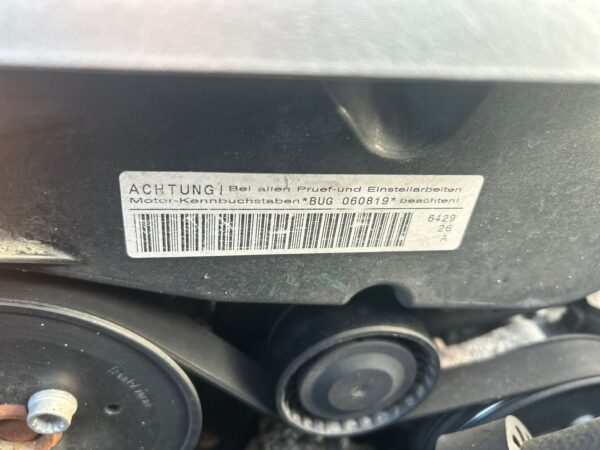 ACHTUNG! Bei allen Pruef-und Einstellarbeiten
Motor-Kennbuchstaben *BUG 060819* beachten!
6429
26
A